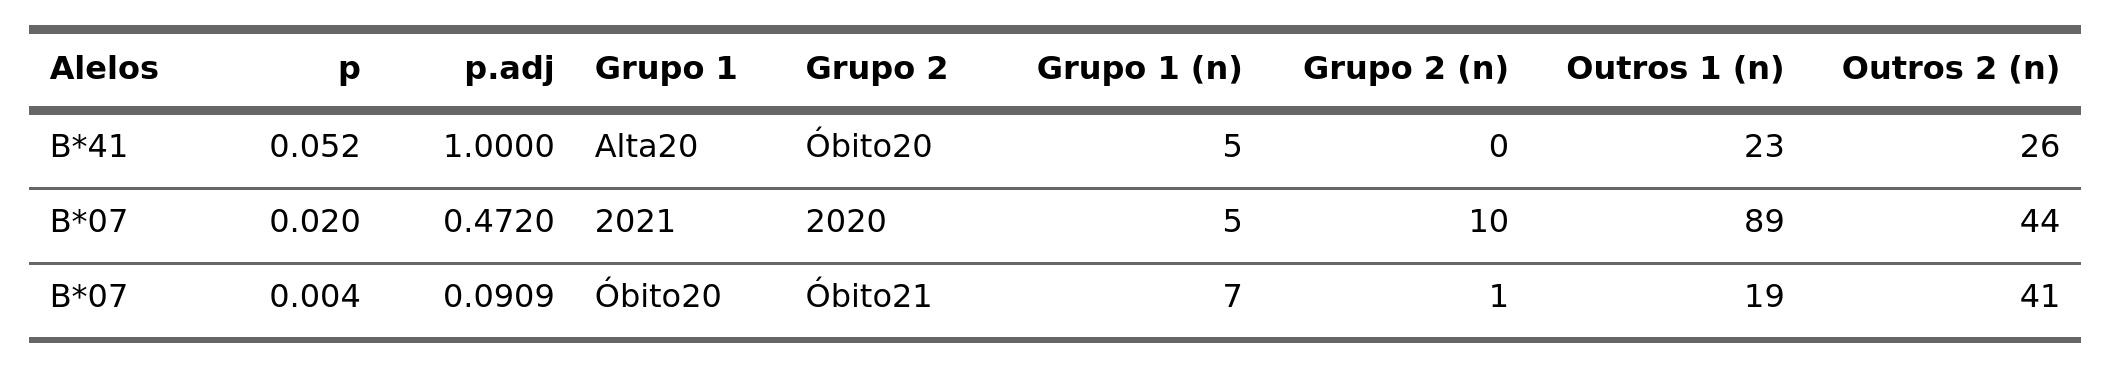 Alelos p p.adj Grupo 1 Grupo 2 Grupo 1 (n) Grupo 2 (n) Outros 1 (n) Outros 2 (n)
B*41 0.052 1.0000 Alta20 Óbito20 5 0 23 26
B*07 0.020 0.4720 2021 2020 5 10 89 44
B*07 0.004 0.0909 Óbito20 Óbito21 7 1 19 41